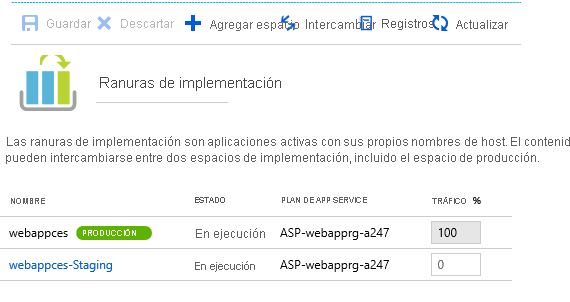 Guardar Descartar Agregar espacio Intercambiar Registros Actualizar
Ranuras de implementación
Las ranuras de implementación son aplicaciones activas con sus propios nombres de host. El contenid
pueden intercambiarse entre dos espacios de implementación, incluido el espacio de producción.
NOMBRE ESTADO PLAN DE APP SERVICE TRÁFICO %
webappces PRODUCCIÓN En ejecución ASP-webapprg-a247 100
webappces-Staging En ejecución ASP-webapprg-a247 0